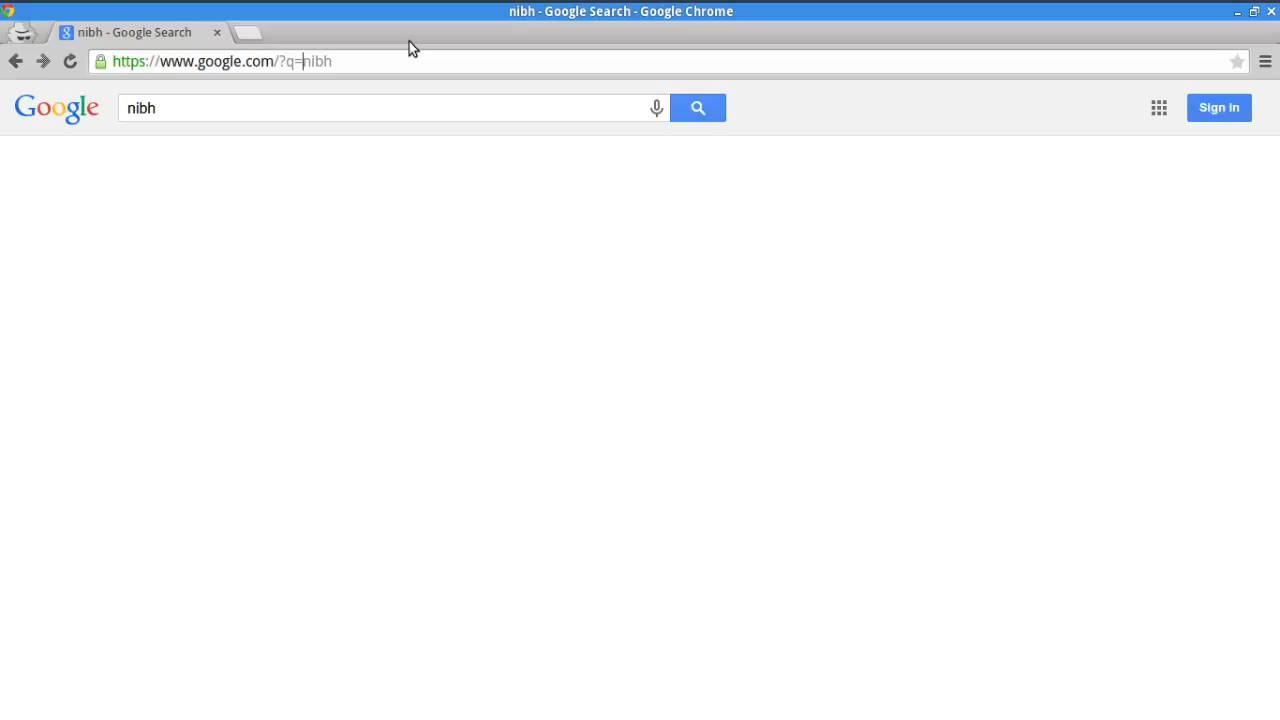 nibh - Google Search - Google Chrome
nibh - Google Search
https://www.google.com/?q=nibh
Google
nibh
Sign in